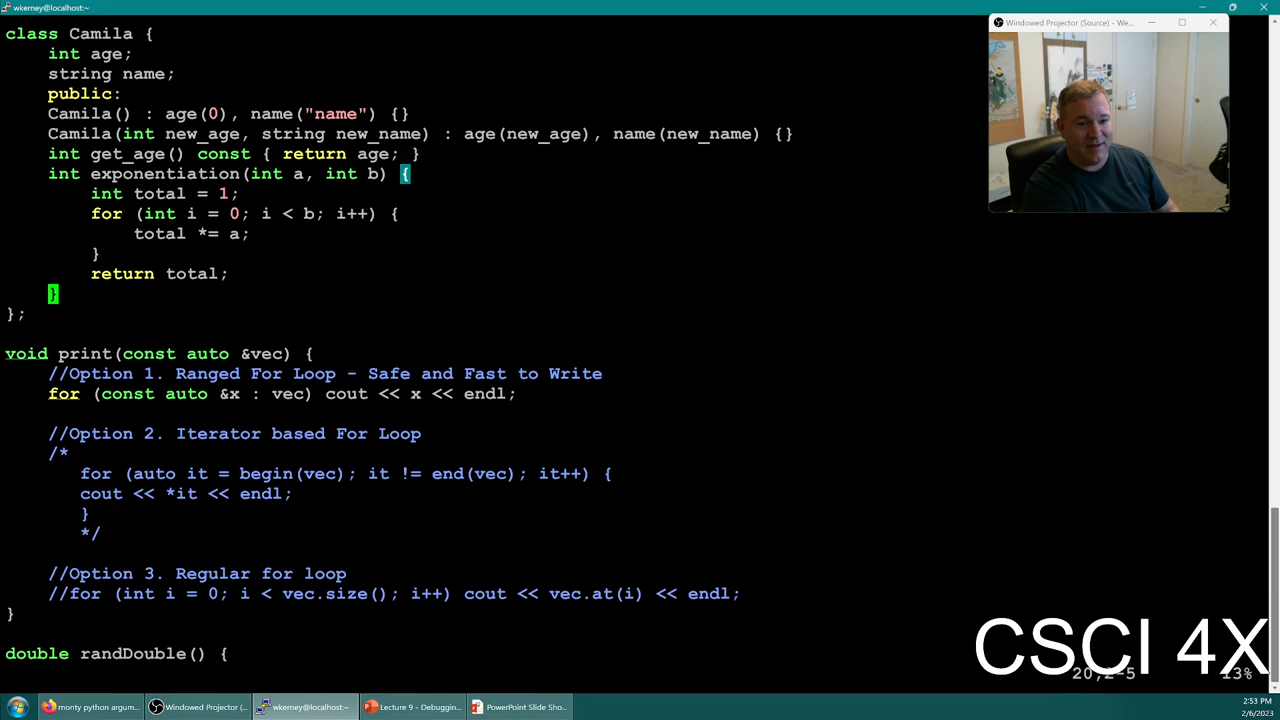 wkerney@localhost:~
class Camila {
int age;
string name;
public:
Camila() : age(0), name("name") {}
Camila(int new_age, string new_name) : age(new_age), name(new_name) {}
int get_age() const { return age; }
int exponentiation(int a, int b) {
int total = 1;
for (int i = 0; i < b; i++) {
total *= a;
}
return total;
}
};
void print(const auto &vec) {
//Option 1. Ranged For Loop - Safe and Fast to Write
for (const auto &x : vec) cout << x << endl;
//Option 2. Iterator based For Loop
/*
for (auto it = begin(vec); it != end(vec); it++) {
cout << *it << endl;
}
*/
//Option 3. Regular for loop
//for (int i = 0; i < vec.size(); i++) cout << vec.at(i) << endl;
}
double randDouble() {
Windowed Projector (Source) - We...
CSCI 4X
20,2-5 13%
monty python argum...
Windowed Projector (...
wkerney@localhost:~
Lecture 9 - Debuggin...
PowerPoint Slide Sho...
2:53 PM
2/6/2023